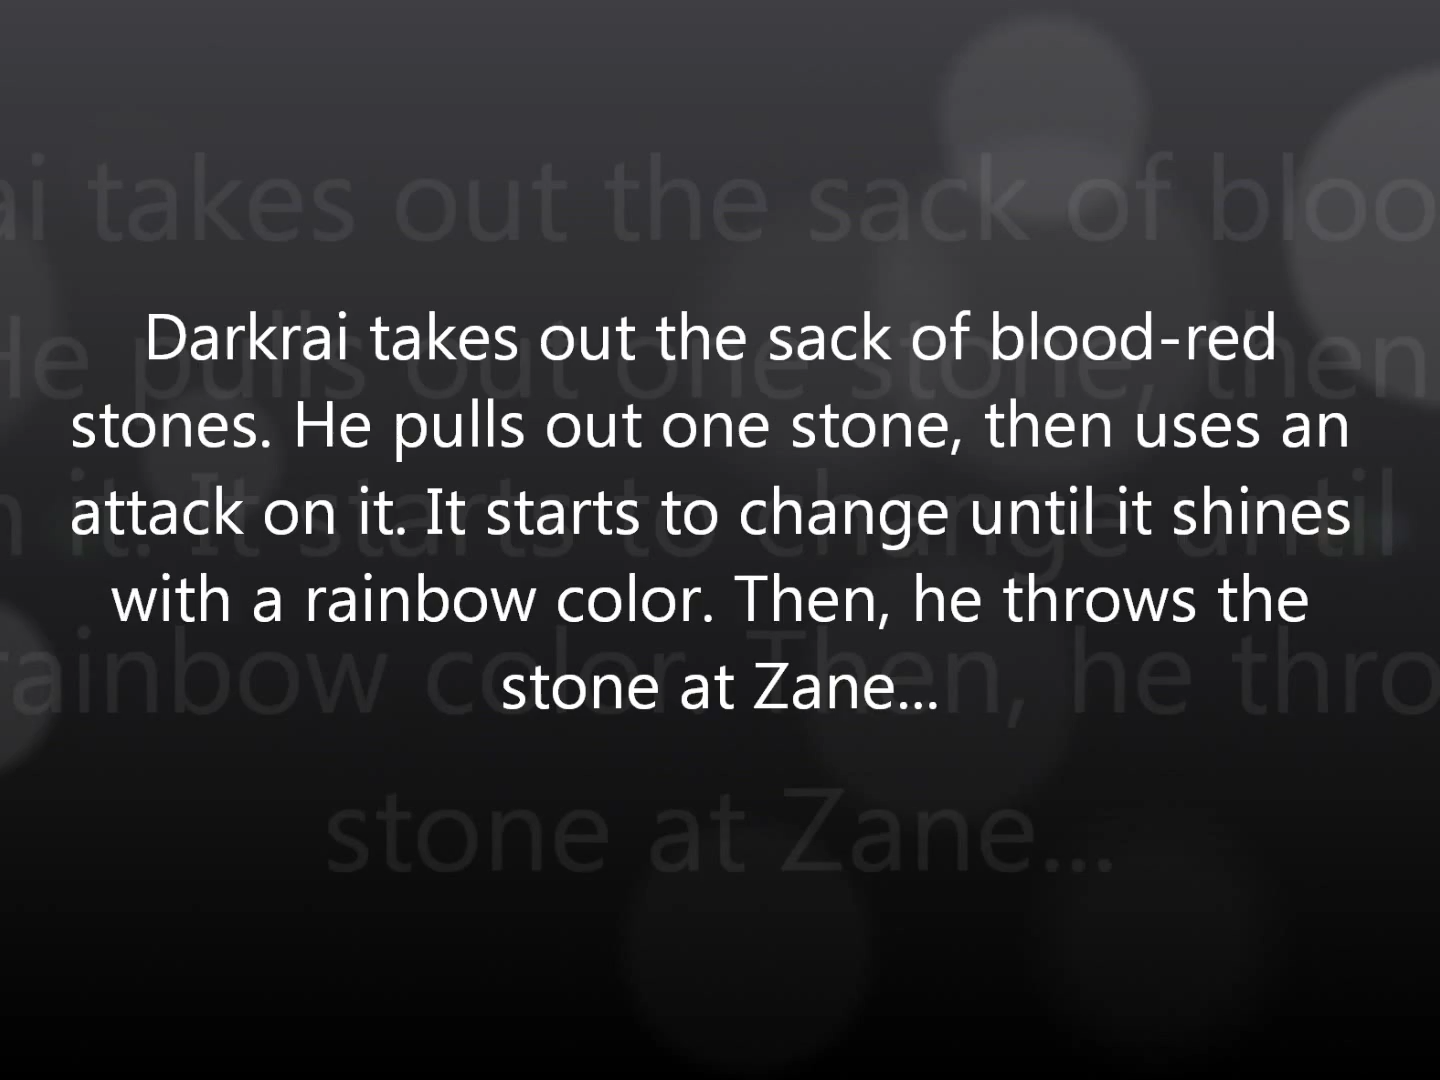 Darkrai takes out the sack of blood-red
stones. He pulls out one stone, then uses an
attack on it. It starts to change until it shines
with a rainbow color. Then, he throws the
stone at Zane...